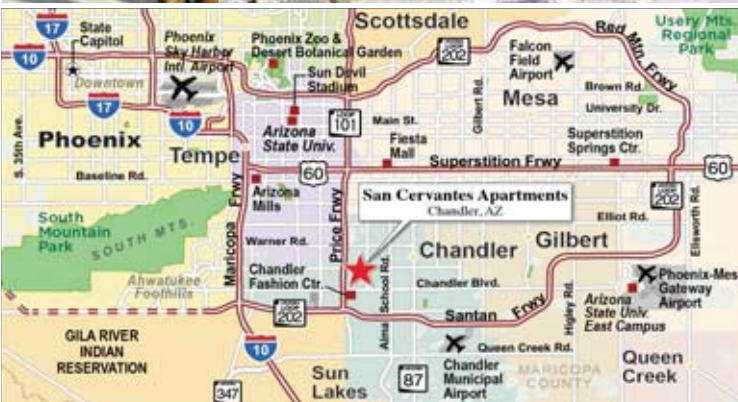 Scottsdale
Usery Mts.
Regional
Park
17
State
Capitol
Phoenix
Sky Harbor
Intl. Airport
Phoenix Zoo &
Desert Botanical Garden
LOOP
202
Falcon
Field
Airport
Red Mtn. Frwy
10
Downtown
Sun Devil
Stadium
Gilbert Rd.
Mesa
Brown Rd.
University Dr.
17
10
LOOP
101
Main St.
S. 35th Ave.
Phoenix
Arizona
State Univ.
Fiesta
Mall
Superstition
Springs Ctr.
Tempe
Superstition Frwy
60
60
Baseline Rd.
Maricopa Frwy
Arizona
Mills
Price Frwy
San Cervantes Apartments
Chandler, AZ
202
Ellsworth Rd.
South
Mountain
Park
SOUTH MTS.
Warner Rd.
Elliot Rd.
Chandler
Gilbert
Ahwatukee
Foothills
Chandler
Fashion Ctr.
Alma School Rd.
Chandler Blvd.
Phoenix-Mes
Gateway
Airport
Higley Rd.
Arizona
State Univ.
East Campus
202
Santan Frwy
GILA RIVER
INDIAN
RESERVATION
10
Queen Creek Rd.
Sun
Lakes
347
87
Chandler
Municipal
Airport
MARICOPA
COUNTY
Queen
Creek